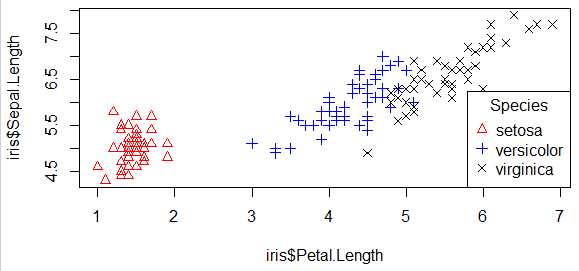 iris$Sepal.Length
7.5
6.5
5.5
4.5
Species
setosa
versicolor
virginica
1 2 3 4 5 6 7
iris$Petal.Length